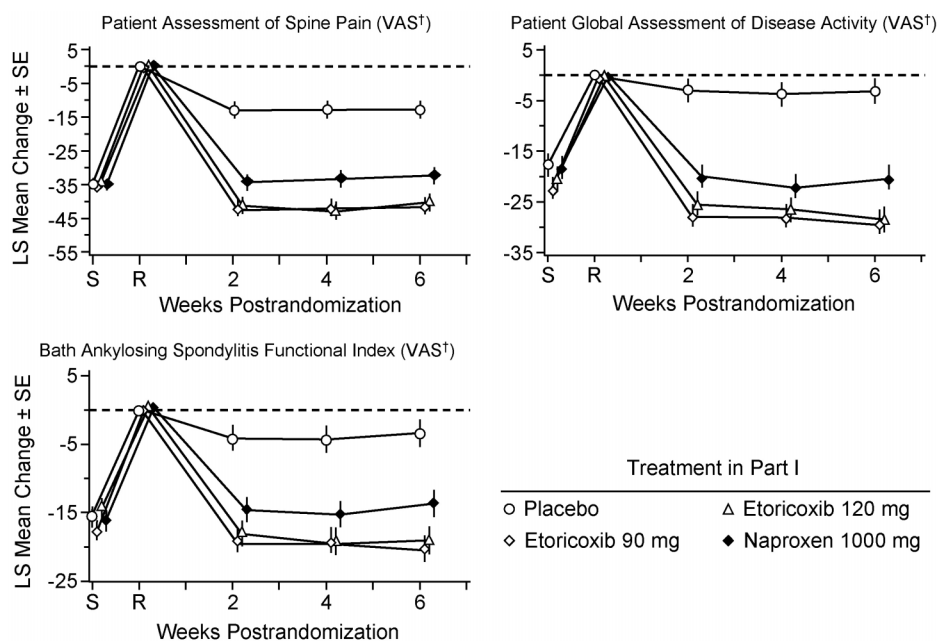 Patient Assessment of Spine Pain (VAS†)
LS Mean Change ± SE
5
-5
-15
-25
-35
-45
-55
S R 2 4 6
Weeks Postrandomization
Patient Global Assessment of Disease Activity (VAS†)
5
-5
-15
-25
-35
S R 2 4 6
Weeks Postrandomization
Bath Ankylosing Spondylitis Functional Index (VAS†)
LS Mean Change ± SE
5
-5
-15
-25
S R 2 4 6
Weeks Postrandomization
Treatment in Part I
Placebo Etoricoxib 120 mg
Etoricoxib 90 mg Naproxen 1000 mg